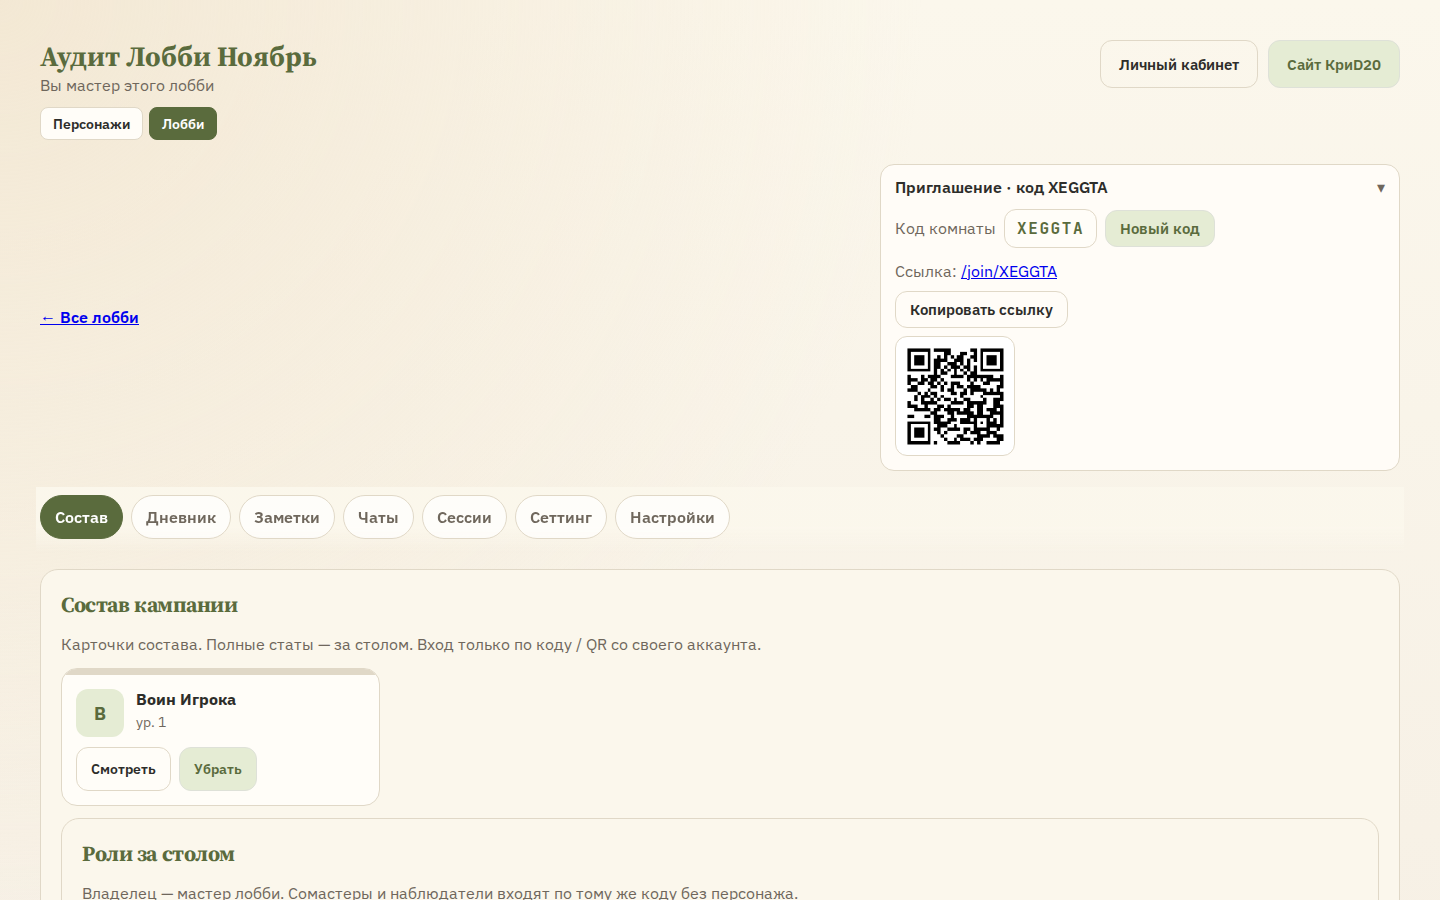 Аудит Лобби Ноябрь
Вы мастер этого лобби
Персонажи
Лобби
Личный кабинет
Сайт КриD20
← Все лобби
Приглашение · код XEGGTA ▼
Код комнаты XEGGTA Новый код
Ссылка: /join/XEGGTA
Копировать ссылку
Состав Дневник Заметки Чаты Сессии Сеттинг Настройки
Состав кампании
Карточки состава. Полные статы — за столом. Вход только по коду / QR со своего аккаунта.
В
Воин Игрока
ур. 1
Смотреть Убрать
Роли за столом
Владелец — мастер лобби. Сомастеры и наблюдатели входят по тому же коду без персонажа.